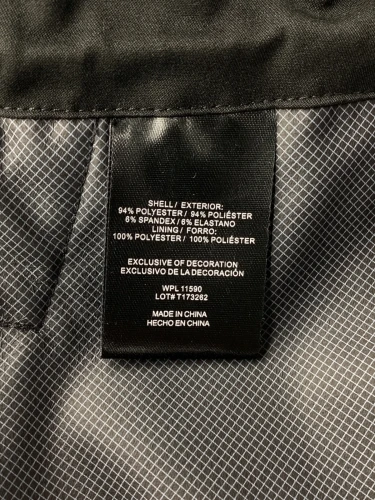 SHELL / EXTERIOR:
94% POLYESTER / 94% POLIÉSTER
6% SPANDEX / 6% ELASTANO
LINING / FORRO:
100% POLYESTER / 100% POLIÉSTER
EXCLUSIVE OF DECORATION
EXCLUSIVO DE LA DECORACIÓN
WPL 11590
LOT# T173262
MADE IN CHINA
HECHO EN CHINA